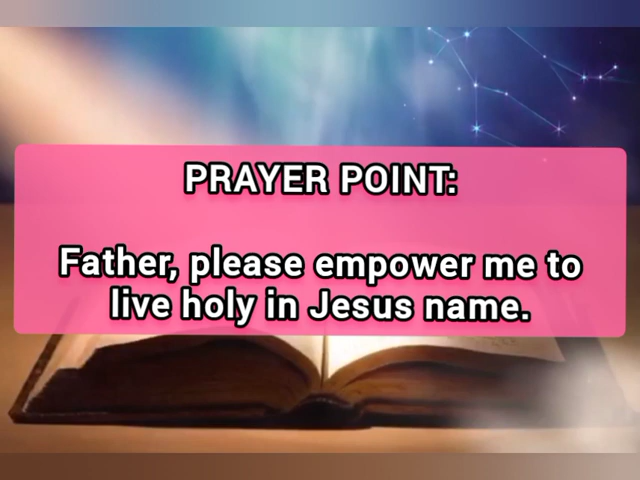 PRAYER POINT:
Father, please empower me to
live holy in Jesus name.